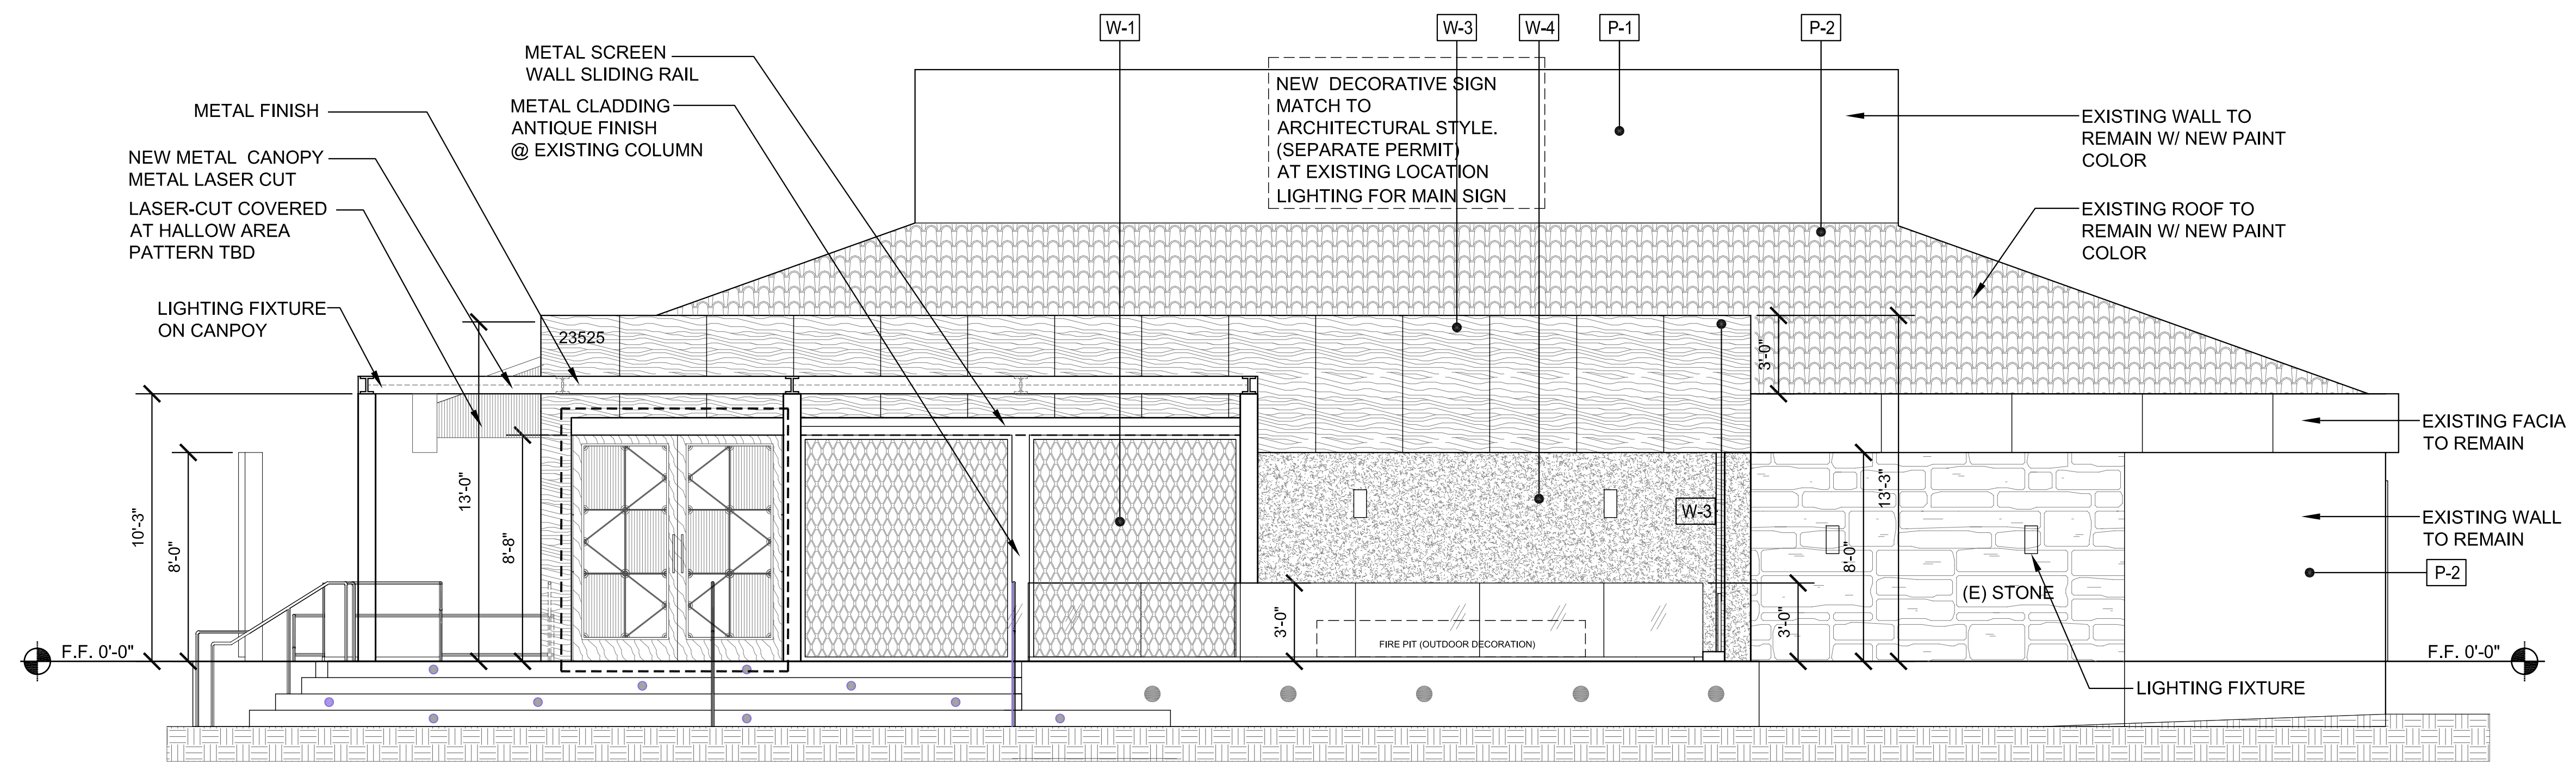 W-1
W-3
W-4
P-1
P-2
METAL SCREEN
WALL SLIDING RAIL
METAL FINISH
METAL CLADDING
ANTIQUE FINISH
@ EXISTING COLUMN
NEW METAL CANOPY
METAL LASER CUT
LASER-CUT COVERED
AT HALLOW AREA
PATTERN TBD
LIGHTING FIXTURE
ON CANPOY
NEW DECORATIVE SIGN
MATCH TO
ARCHITECTURAL STYLE.
(SEPARATE PERMIT)
AT EXISTING LOCATION
LIGHTING FOR MAIN SIGN
EXISTING WALL TO
REMAIN W/ NEW PAINT
COLOR
EXISTING ROOF TO
REMAIN W/ NEW PAINT
COLOR
23525
3'-0"
EXISTING FACIA
TO REMAIN
10'-3"
8'-0"
13'-0"
8'-8"
W-3
13'-3"
8'-0"
EXISTING WALL
TO REMAIN
P-2
(E) STONE
3'-0"
3'-0"
FIRE PIT (OUTDOOR DECORATION)
F.F. 0'-0"
F.F. 0'-0"
LIGHTING FIXTURE